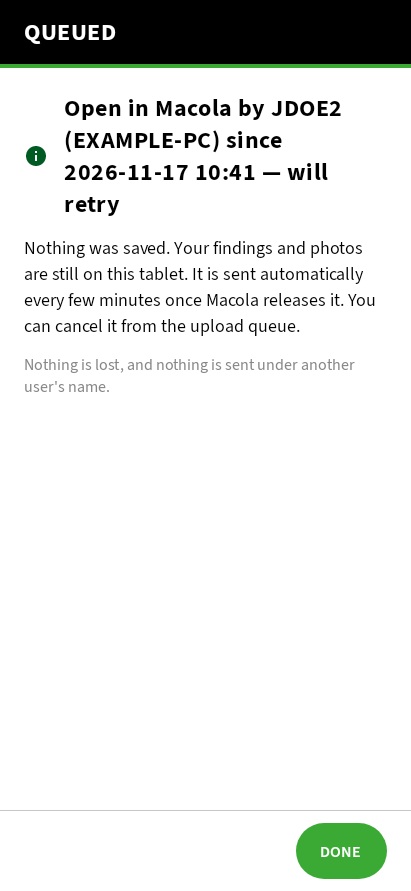 QUEUED
Open in Macola by JDOE2
(EXAMPLE-PC) since
2026-11-17 10:41 — will
retry
Nothing was saved. Your findings and photos
are still on this tablet. It is sent automatically
every few minutes once Macola releases it. You
can cancel it from the upload queue.
Nothing is lost, and nothing is sent under another
user's name.
DONE